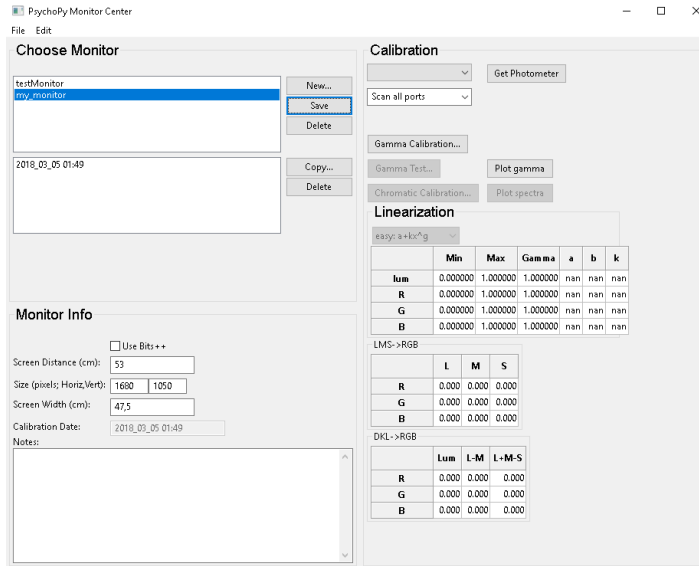 PsychoPy Monitor Center
File Edit
Choose Monitor
testMonitor
my_monitor
New...
Save
Delete
2018_03_05 01:49
Copy...
Delete
Monitor Info
Use Bits++
Screen Distance (cm): 53
Size (pixels; Horiz,Vert): 1680 1050
Screen Width (cm): 47,5
Calibration Date: 2018_03_05 01:49
Notes:
Calibration
Get Photometer
Scan all ports
Gamma Calibration...
Gamma Test... Plot gamma
Chromatic Calibration... Plot spectra
Linearization
easy: a+kx^g
Min Max Gamma a b k
lum 0.000000 1.000000 1.000000 nan nan nan
R 0.000000 1.000000 1.000000 nan nan nan
G 0.000000 1.000000 1.000000 nan nan nan
B 0.000000 1.000000 1.000000 nan nan nan
LMS->RGB
L M S
R 0.000 0.000 0.000
G 0.000 0.000 0.000
B 0.000 0.000 0.000
DKL->RGB
Lum L-M L+M-S
R 0.000 0.000 0.000
G 0.000 0.000 0.000
B 0.000 0.000 0.000